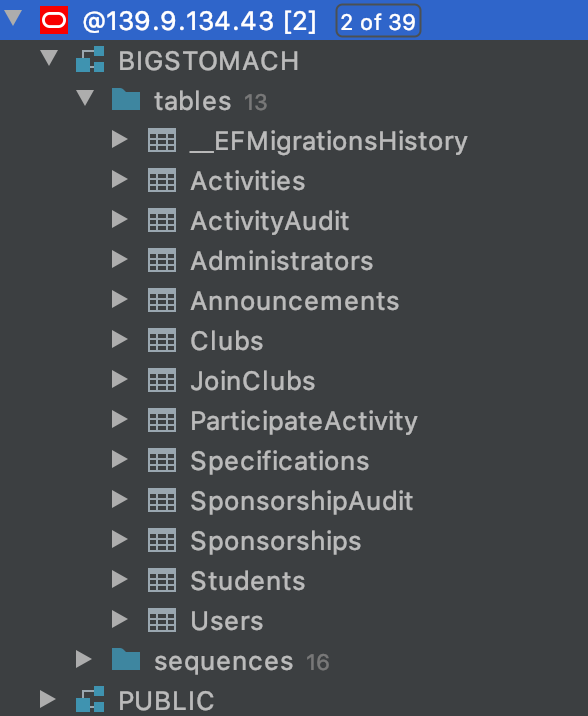 @139.9.134.43 [2] 2 of 39
BIGSTOMACH
tables 13
__EFMigrationsHistory
Activities
ActivityAudit
Administrators
Announcements
Clubs
JoinClubs
ParticipateActivity
Specifications
SponsorshipAudit
Sponsorships
Students
Users
sequences 16
PUBLIC